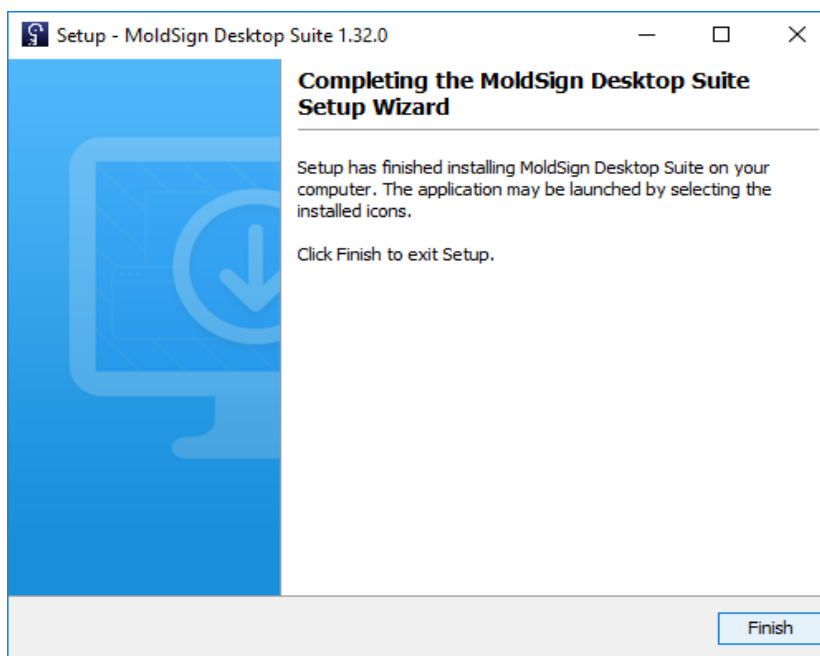 Setup - MoldSign Desktop Suite 1.32.0
Completing the MoldSign Desktop Suite
Setup Wizard
Setup has finished installing MoldSign Desktop Suite on your
computer. The application may be launched by selecting the
installed icons.
Click Finish to exit Setup.
Finish